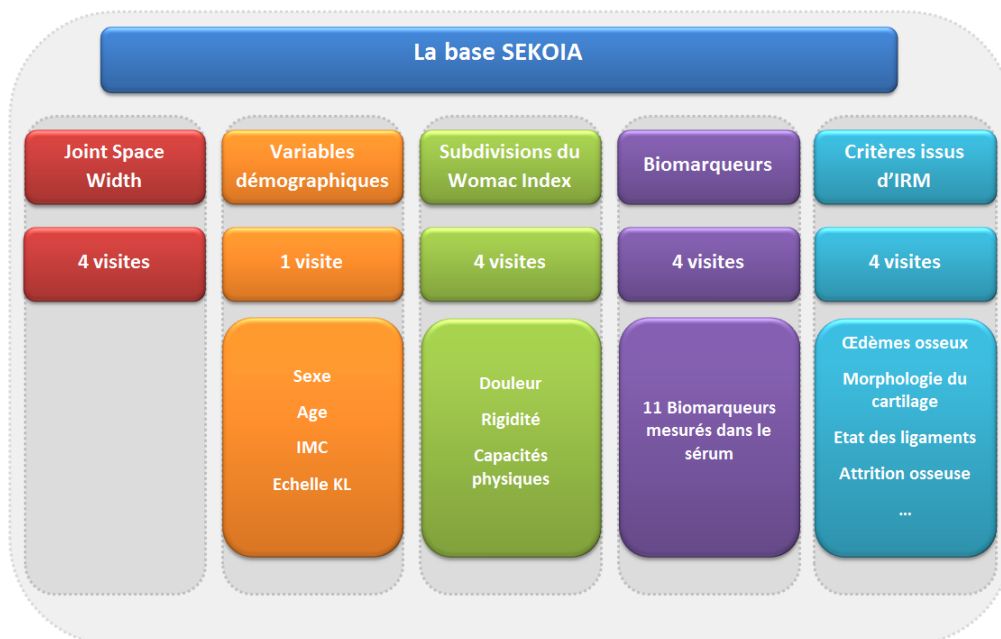 La base SEKOIA
Joint Space
Width
4 visites
Variables
démographiques
1 visite
Sexe
Age
IMC
Echelle KL
Subdivisions du
Womac Index
4 visites
Douleur
Rigidité
Capacités
physiques
Biomarqueurs
4 visites
11 Biomarqueurs
mesurés dans le
sérum
Critères issus
d'IRM
4 visites
Œdèmes osseux
Morphologie du
cartilage
Etat des ligaments
Attrition osseuse
...